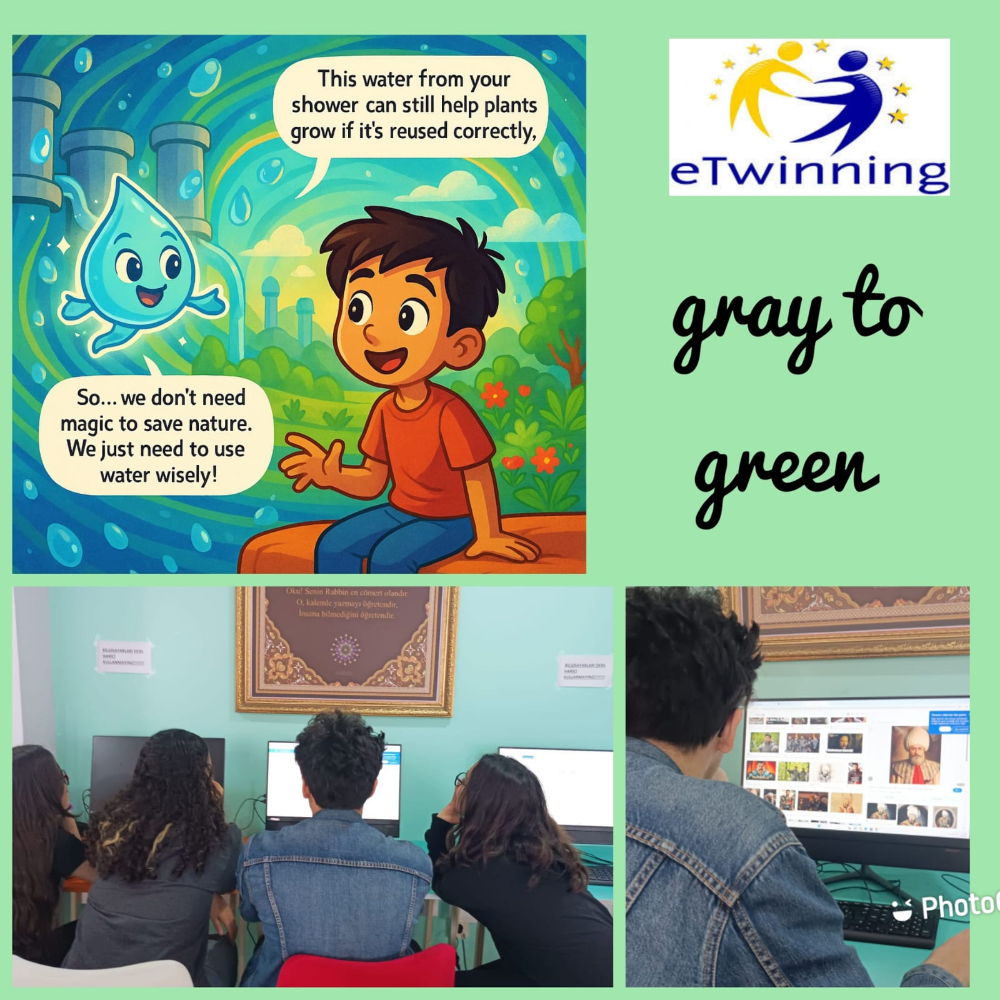 This water from your
shower can still help plants
grow if it's reused correctly,
So... we don't need
magic to save nature.
We just need to use
water wisely!
eTwinning
gray to
green
Oku! Senin Rabbin en cömert olandır.
O, kalemle yazmayı öğretendir,
İnsana bilmediğini öğretendir.
BİLGİSAYARLARI DERS
HARİCİ
KULLANMAYINIZ!!!!!!
BİLGİSAYARLARI DERS
HARİCİ
KULLANMAYINIZ!!!!!!
Photo